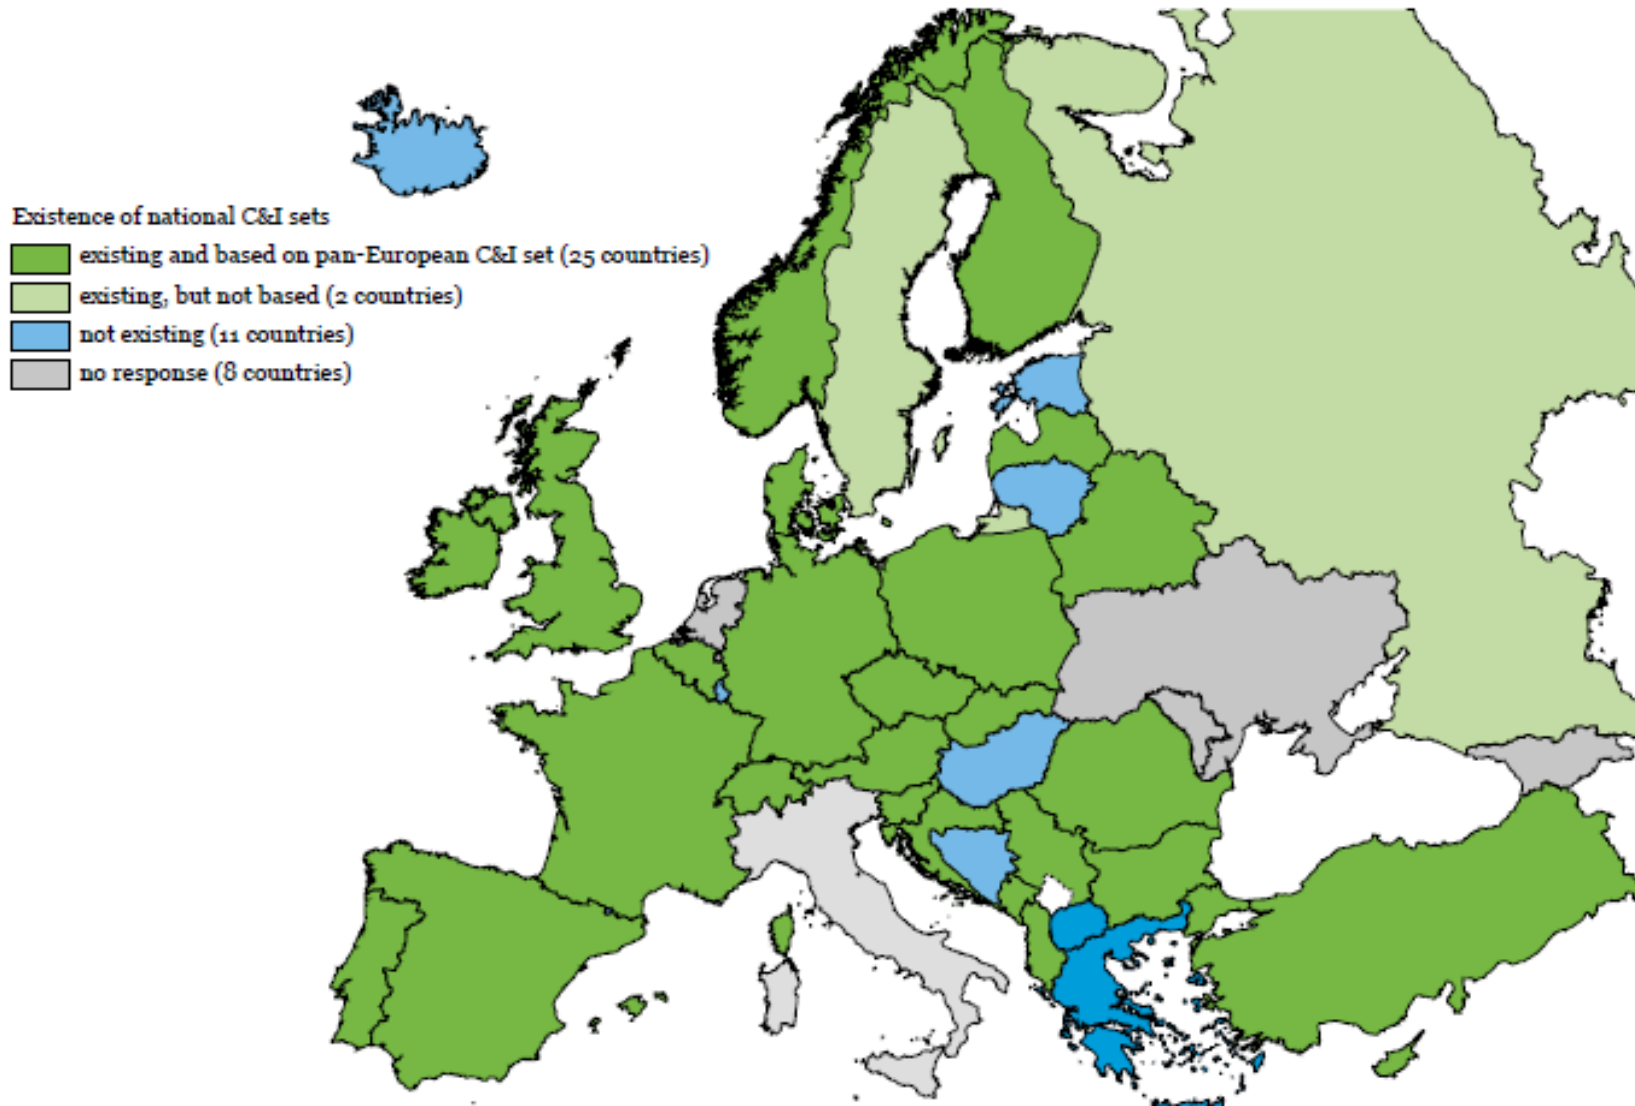 Existence of national C&I sets
existing and based on pan-European C&I set (25 countries)
existing, but not based (2 countries)
not existing (11 countries)
no response (8 countries)